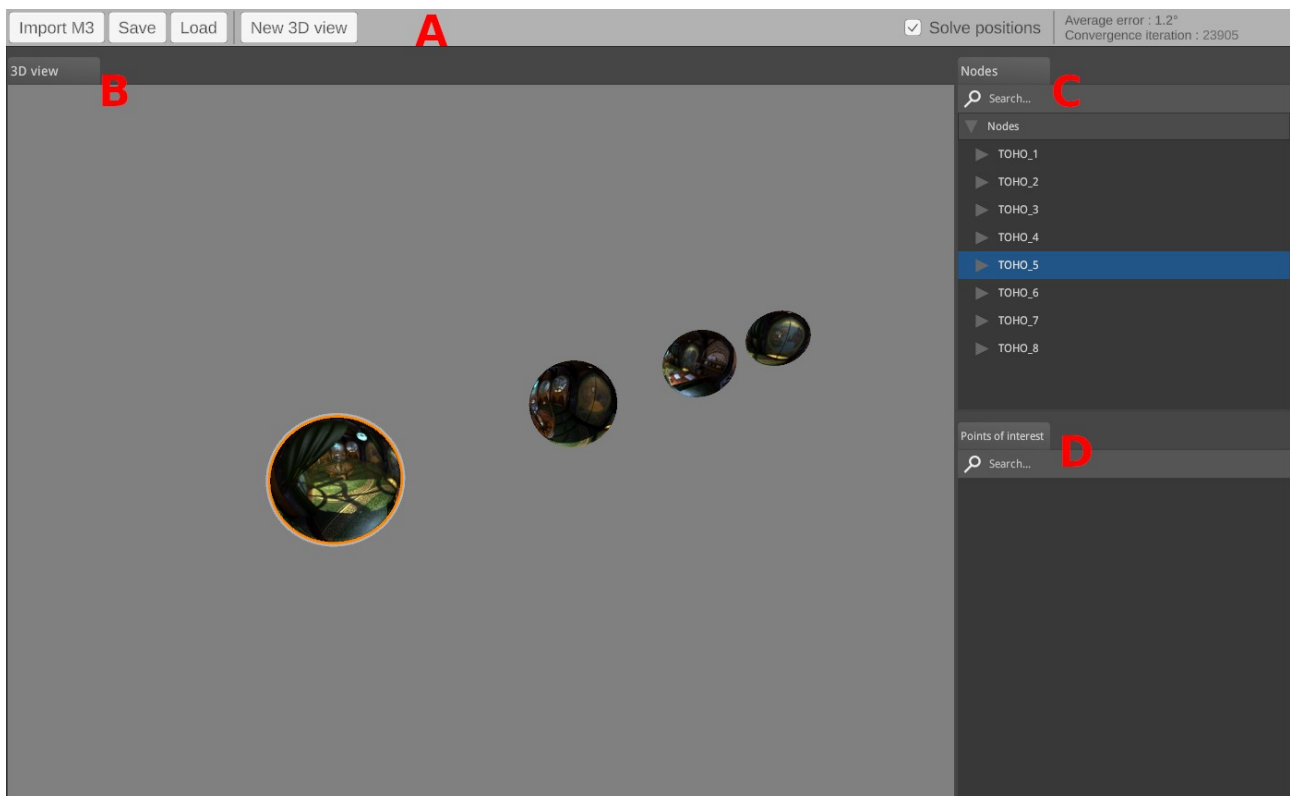 Import M3 Save Load New 3D view A Solve positions Average error : 1.2°
Convergence iteration : 23905
3D view B
Nodes C
Search...
Nodes
TOHO_1
TOHO_2
TOHO_3
TOHO_4
TOHO_5
TOHO_6
TOHO_7
TOHO_8
Points of interest D
Search...